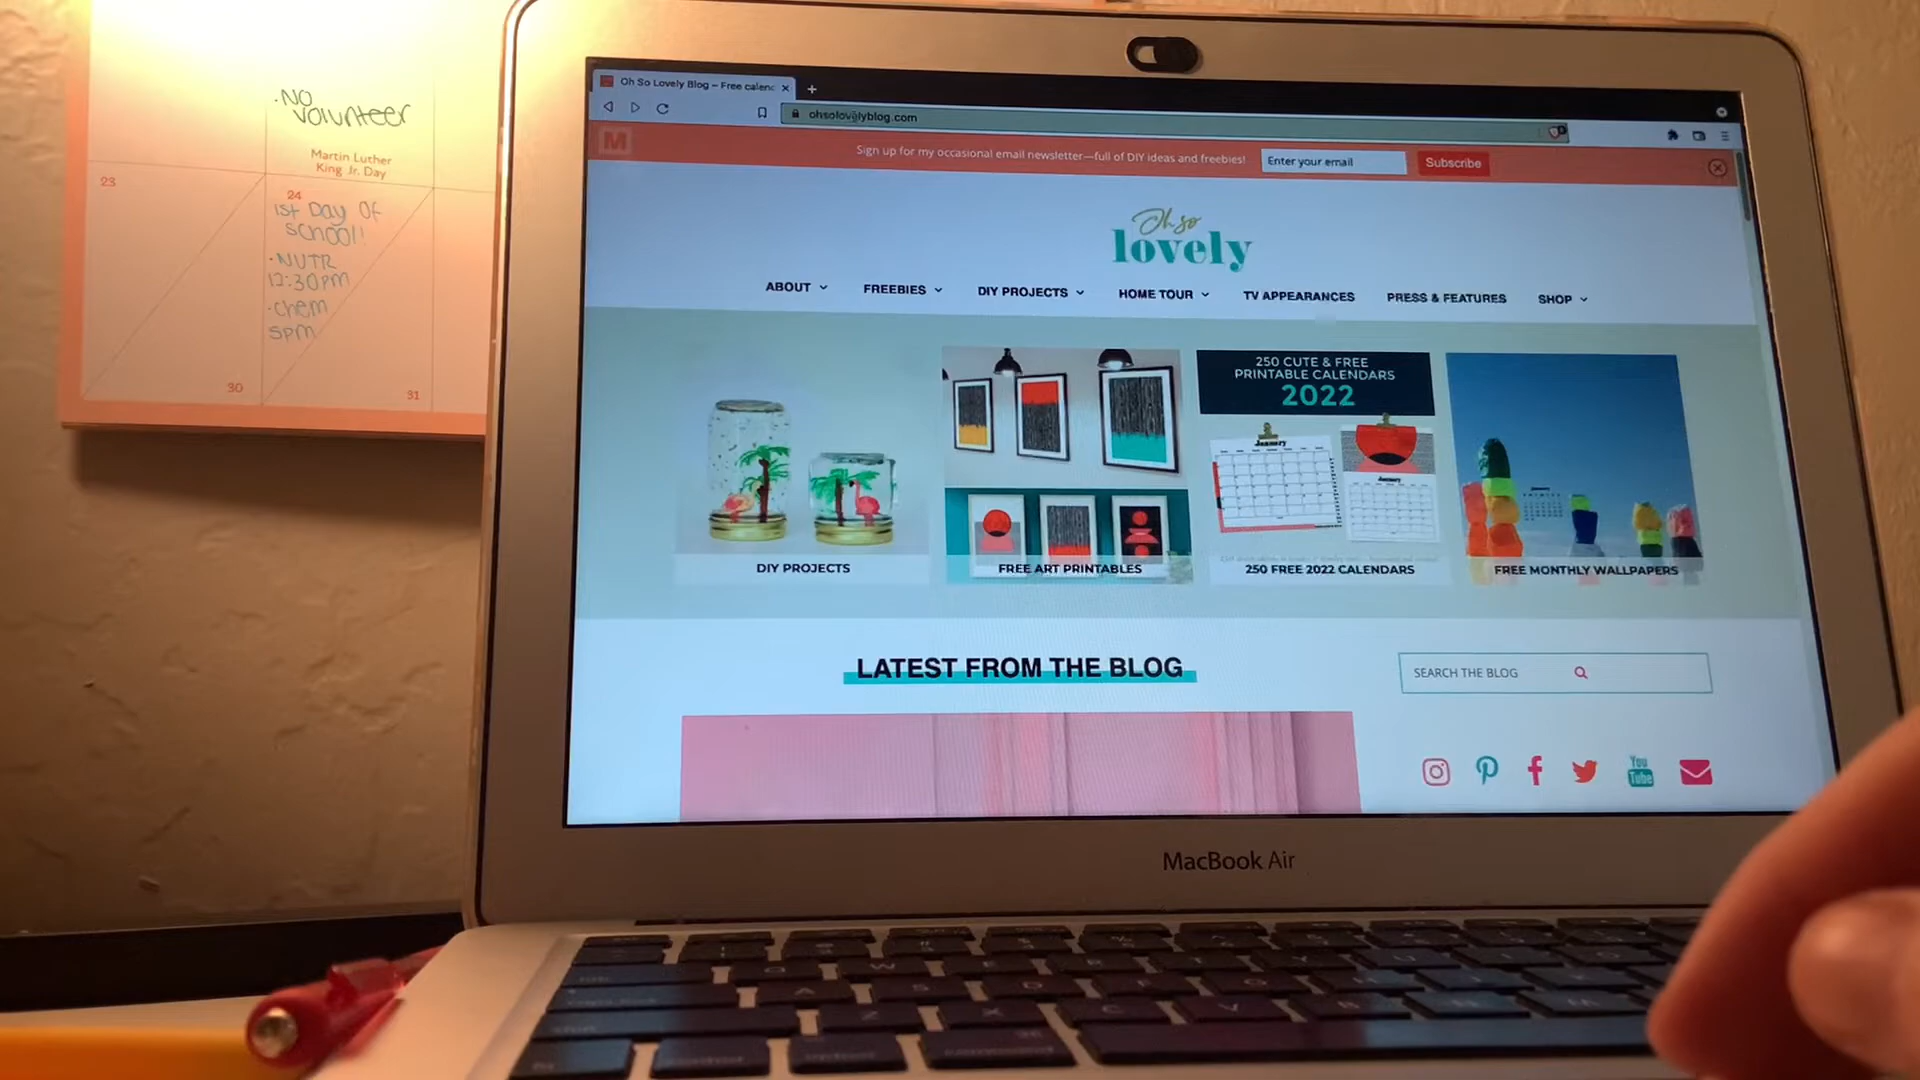 ·NO
volunteer
Martin Luther
King Jr. Day
23
24
1st Day Of
school!
·NUTR
12:30pm
·chem
5pm
30
31
Oh So Lovely Blog – Free calenc
ohsolovelyblog.com
M
Sign up for my occasional email newsletter—full of DIY ideas and freebies!
Enter your email
Subscribe
Oh so
lovely
ABOUT
FREEBIES
DIY PROJECTS
HOME TOUR
TV APPEARANCES
PRESS & FEATURES
SHOP
250 CUTE & FREE
PRINTABLE CALENDARS
2022
January
January
DIY PROJECTS
FREE ART PRINTABLES
250 FREE 2022 CALENDARS
FREE MONTHLY WALLPAPERS
LATEST FROM THE BLOG
SEARCH THE BLOG
You
Tube
MacBook Air